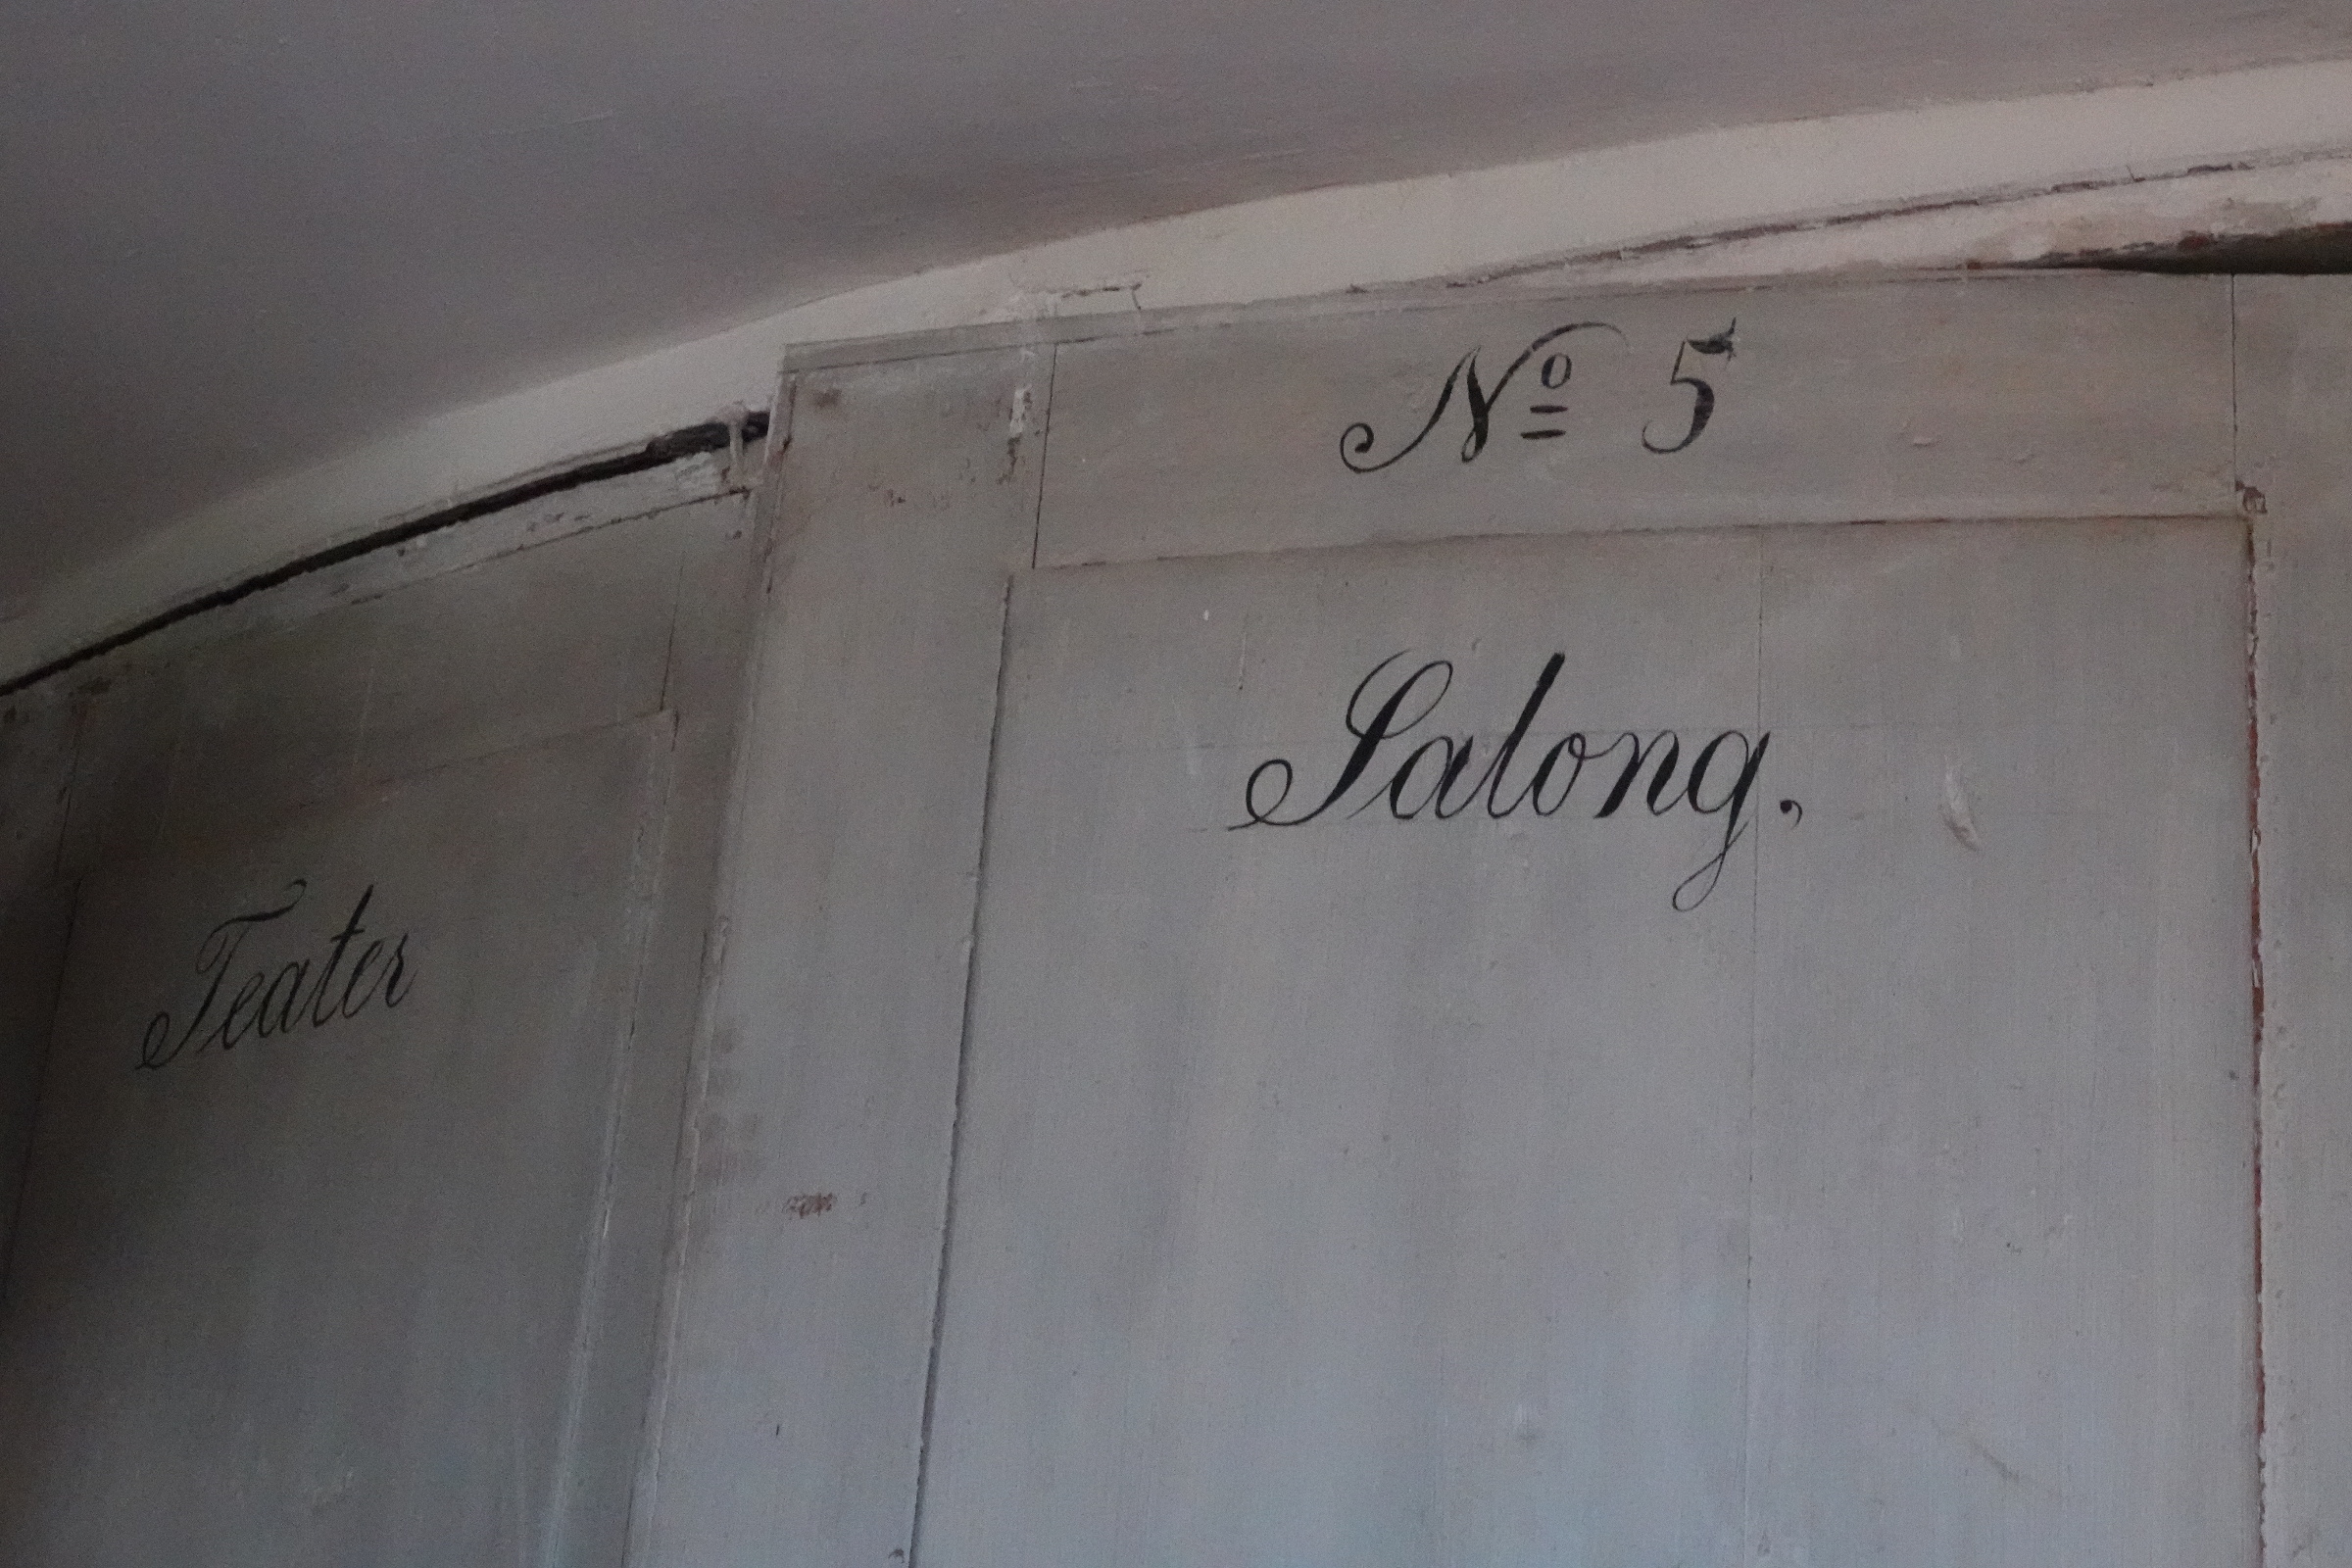 Nº 5
Salong.
Teater